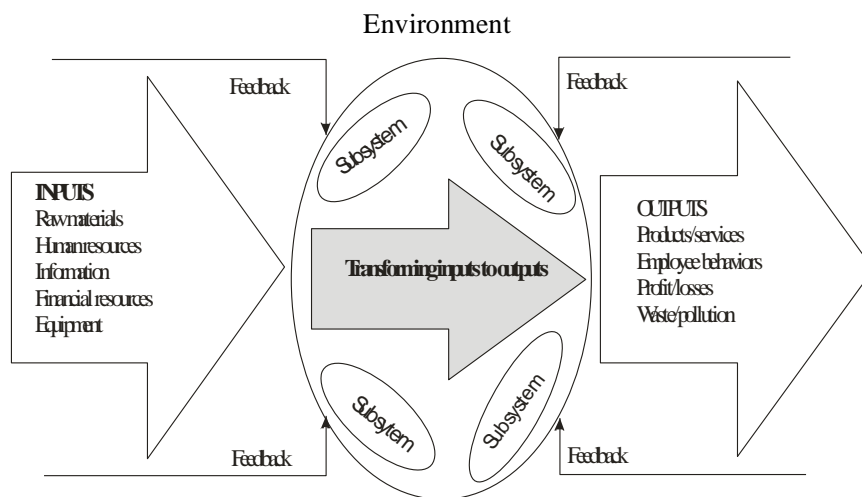 Environment
Feedback
Feedback
Subsystem
Subsystem
INPUTS
Raw materials
Human resources
Information
Financial resources
Equipment
Transforming inputs to outputs
OUTPUTS
Products/services
Employee behaviors
Profit/losses
Waste/pollution
Subsytem
Subsystem
Feedback
Feedback